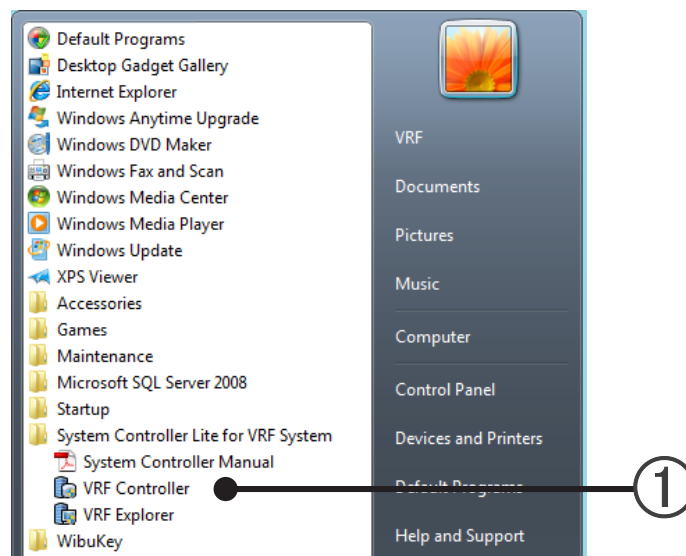 Default Programs
Desktop Gadget Gallery
Internet Explorer
Windows Anytime Upgrade
Windows DVD Maker
Windows Fax and Scan
Windows Media Center
Windows Media Player
Windows Update
XPS Viewer
Accessories
Games
Maintenance
Microsoft SQL Server 2008
Startup
System Controller Lite for VRF System
System Controller Manual
VRF Controller
VRF Explorer
WibuKey
VRF
Documents
Pictures
Music
Computer
Control Panel
Devices and Printers
Default Programs
Help and Support
1